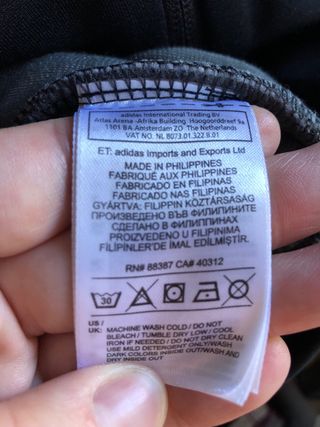 adidas International Trading BV
Atlas Arena -Afrika Building Hoogoorddreef 9a
1101 BA Amsterdam ZO The Netherlands
VAT NO. NL 8073.01.322.B.01
ET: adidas Imports and Exports Ltd
MADE IN PHILIPPINES
FABRIQUÉ AUX PHILIPPINES
FABRICADO EN FILIPINAS
FABRICADO NAS FILIPINAS
GYÁRTVA: FILIPPIN KÖZTÁRSASÁG
ПРОИЗВЕДЕНО ВЪВ ФИЛИПИНИТЕ
СДЕЛАНО В ФИЛИППИНАХ
PROIZVEDENO U FILIPINIMA
FİLİPİNLER'DE İMAL EDİLMİŞTİR.
RN# 88387 CA# 40312
30
US / UK:
MACHINE WASH COLD / DO NOT
BLEACH / TUMBLE DRY LOW / COOL
IRON IF NEEDED / DO NOT DRY CLEAN
USE MILD DETERGENT ONLY/WASH
DARK COLORS INSIDE OUT/WASH
AND DRY INSIDE OUT